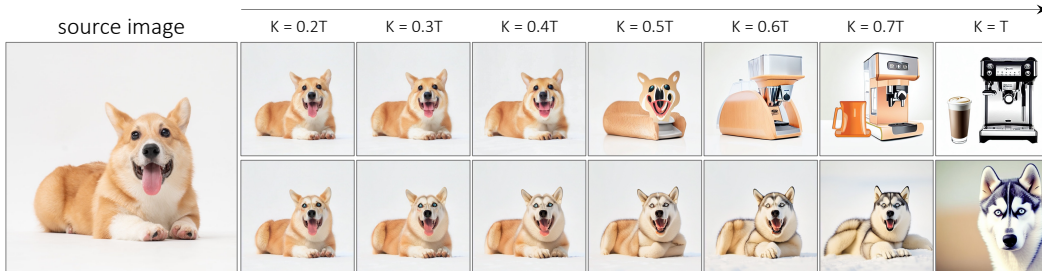 source image
K = 0.2T K = 0.3T K = 0.4T K = 0.5T K = 0.6T K = 0.7T K = T